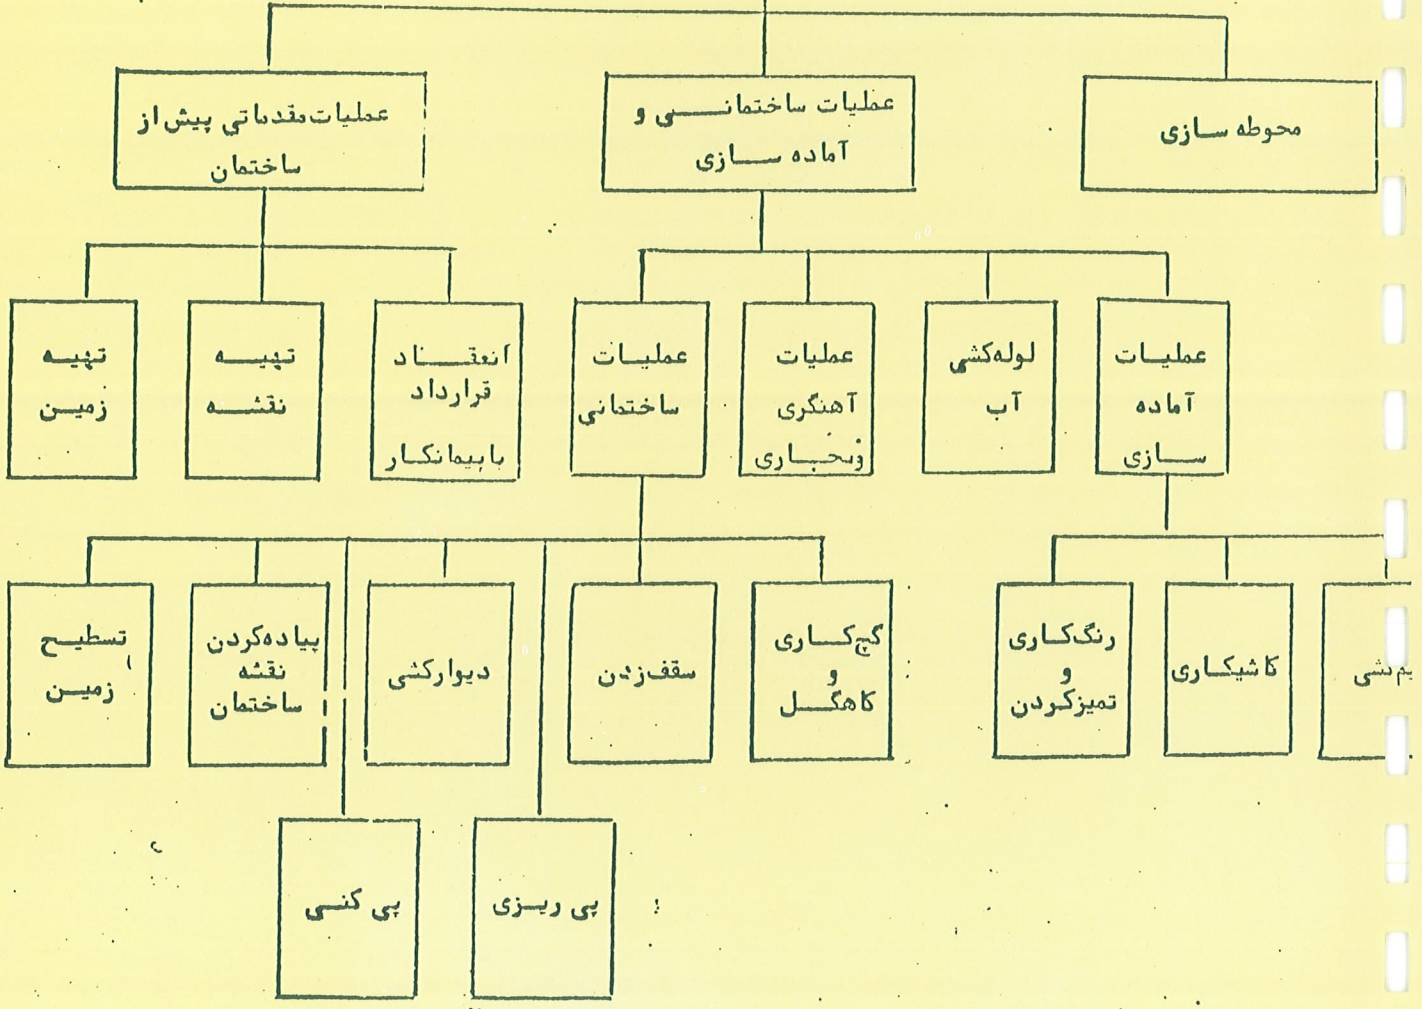 محوطه سازی
عملیات ساختمانی و
آماده سازی
عملیات مقدماتی پیش از
ساختمان
عملیات
آماده
سازی
لوله‌کشی
آب
عملیات
آهنگری
ونجاری
عملیات
ساختمانی
انعقاد
قرارداد
با پیمانکار
تهیه
نقشه
تهیه
زمین
کاشیکاری
رنگ‌کاری
و
تمیزکردن
گچ‌کاری
و
کاهگل
سقف‌زدن
دیوارکشی
پیاده‌کردن
نقشه
ساختمان
تسطیح
زمین
پی ریزی
پی کنی